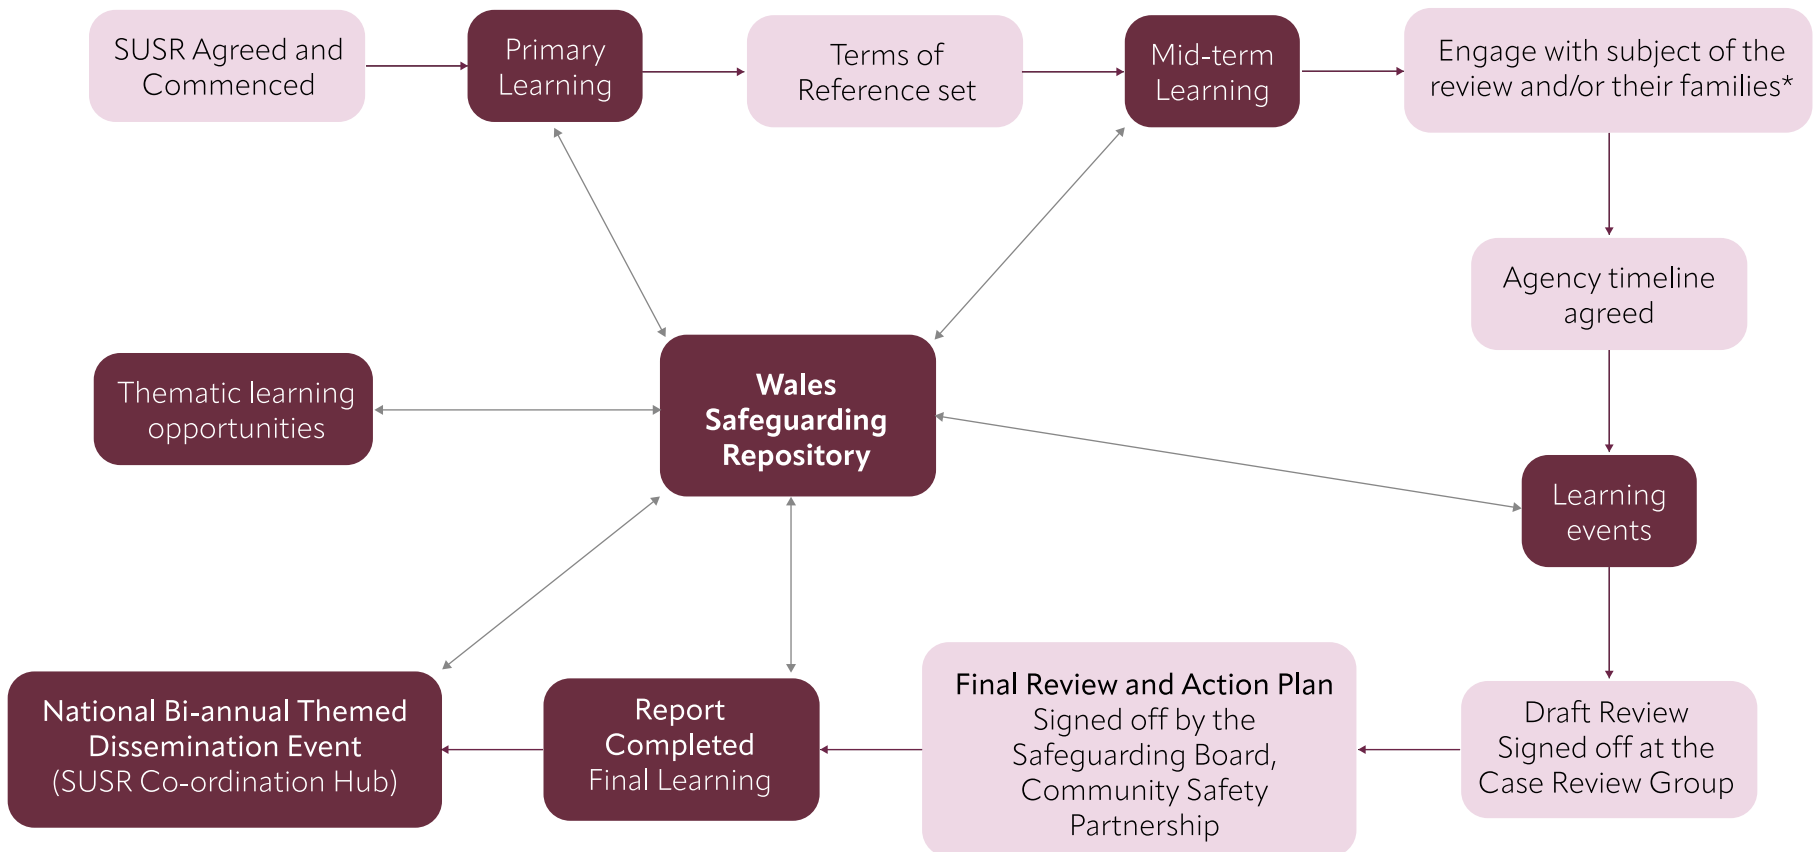 SUSR Agreed and
Commenced
Primary
Learning
Terms of
Reference set
Mid-term
Learning
Engage with subject of the
review and/or their families*
Agency timeline
agreed
Wales
Safeguarding
Repository
Thematic learning
opportunities
Learning
events
National Bi-annual Themed
Dissemination Event
(SUSR Co-ordination Hub)
Report
Completed
Final Learning
Final Review and Action Plan
Signed off by the
Safeguarding Board,
Community Safety
Partnership
Draft Review
Signed off at the
Case Review Group